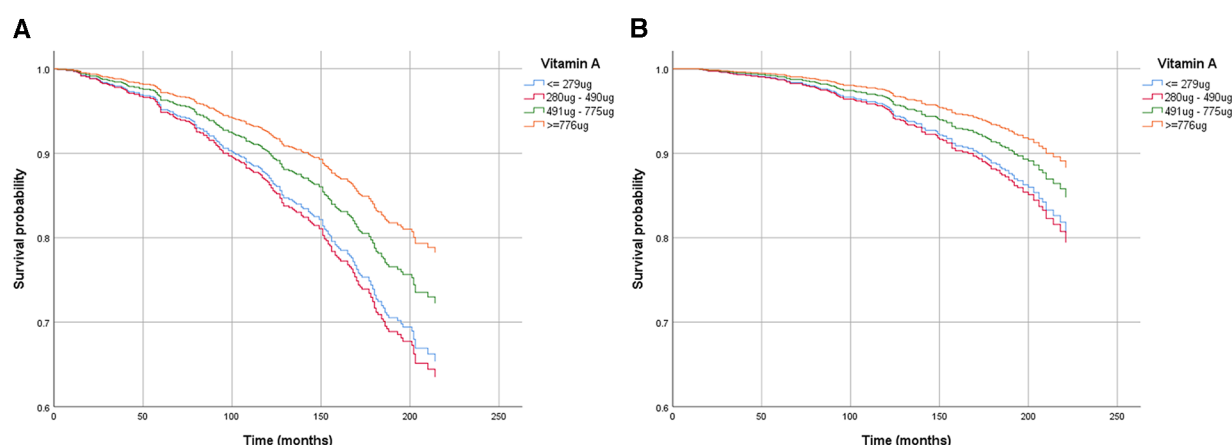 A
Vitamin A
<= 279ug
280ug - 490ug
491ug - 775ug
>=776ug
Survival probability
1.0
0.9
0.8
0.7
0.6
0
50
100
150
200
250
Time (months)
B
Vitamin A
<= 279ug
280ug - 490ug
491ug - 775ug
>=776ug
Survival probability
1.0
0.9
0.8
0.7
0.6
0
50
100
150
200
250
Time (months)